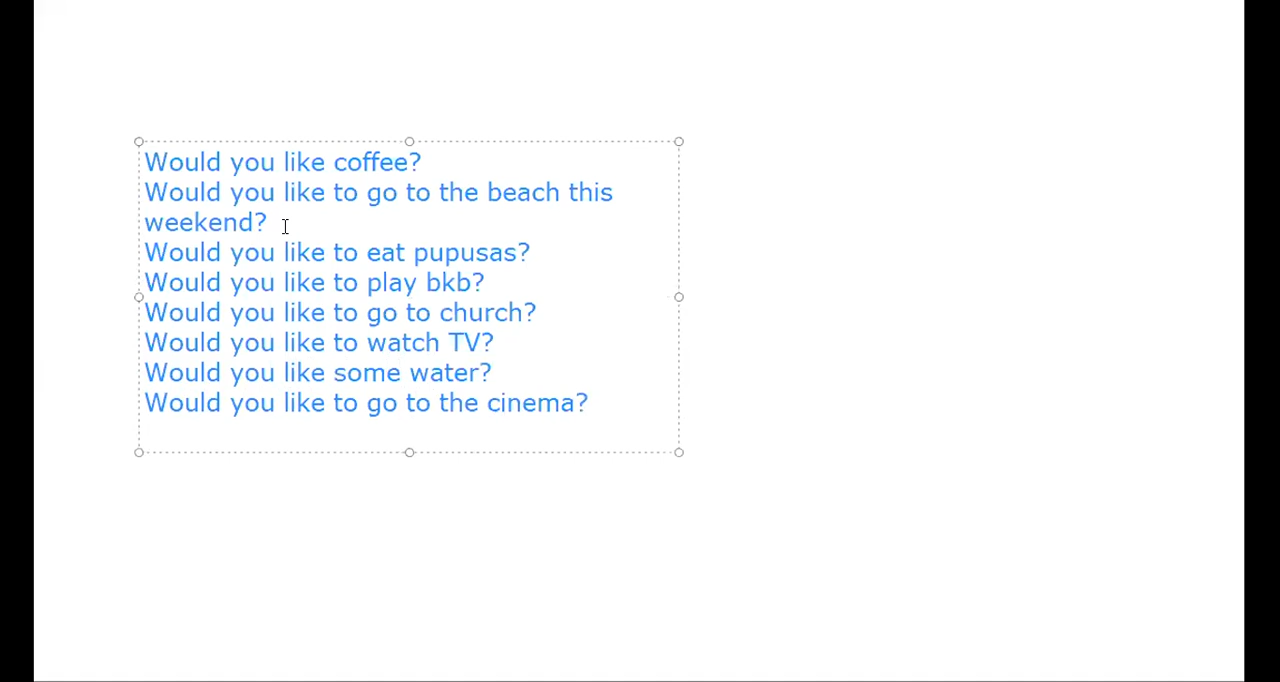 Would you like coffee?
Would you like to go to the beach this
weekend?
Would you like to eat pupusas?
Would you like to play bkb?
Would you like to go to church?
Would you like to watch TV?
Would you like some water?
Would you like to go to the cinema?